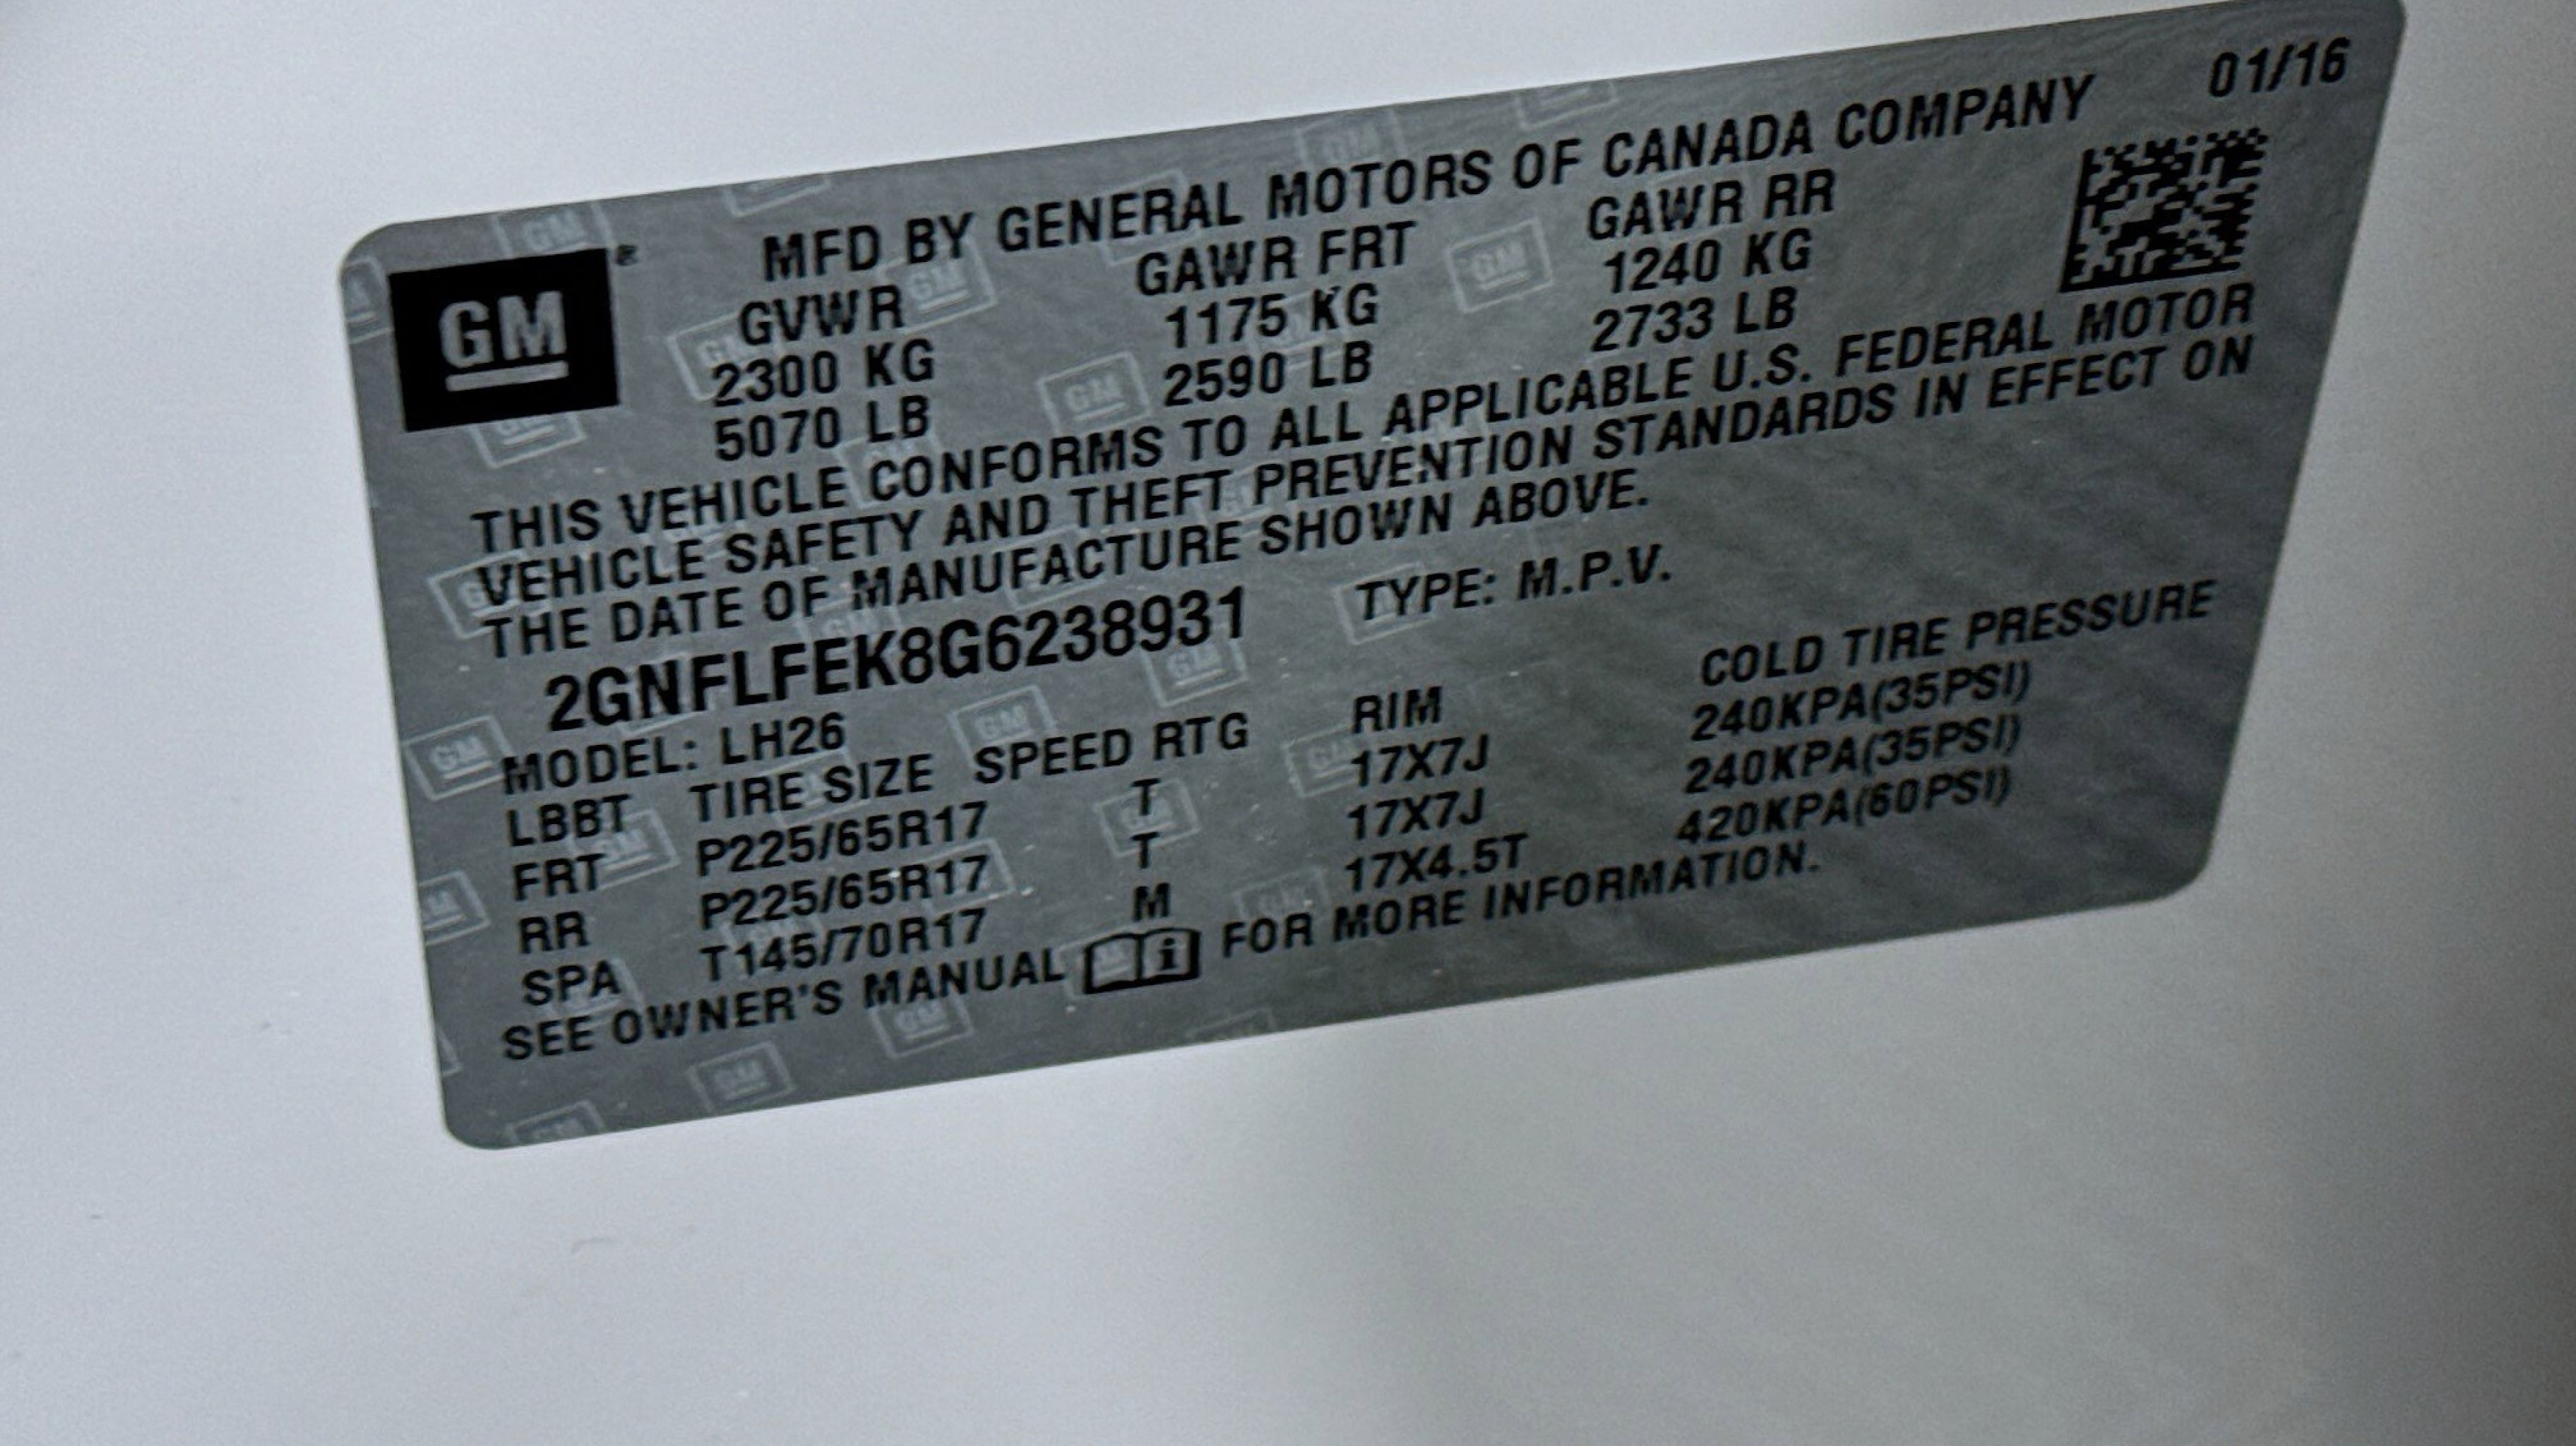 01/16
GM MFD BY GENERAL MOTORS OF CANADA COMPANY
GVWR GAWR FRT GAWR RR
2300 KG 1175 KG 1240 KG
5070 LB 2590 LB 2733 LB
THIS VEHICLE CONFORMS TO ALL APPLICABLE U.S. FEDERAL MOTOR
VEHICLE SAFETY AND THEFT PREVENTION STANDARDS IN EFFECT ON
THE DATE OF MANUFACTURE SHOWN ABOVE.
2GNFLFEK8G6238931 TYPE: M.P.V.
MODEL: LH26
LBBT TIRE SIZE SPEED RTG RIM COLD TIRE PRESSURE
FRT P225/65R17 T 17X7J 240KPA(35PSI)
RR P225/65R17 T 17X7J 240KPA(35PSI)
SPA T145/70R17 M 17X4.5T 420KPA(60PSI)
SEE OWNER'S MANUAL FOR MORE INFORMATION.